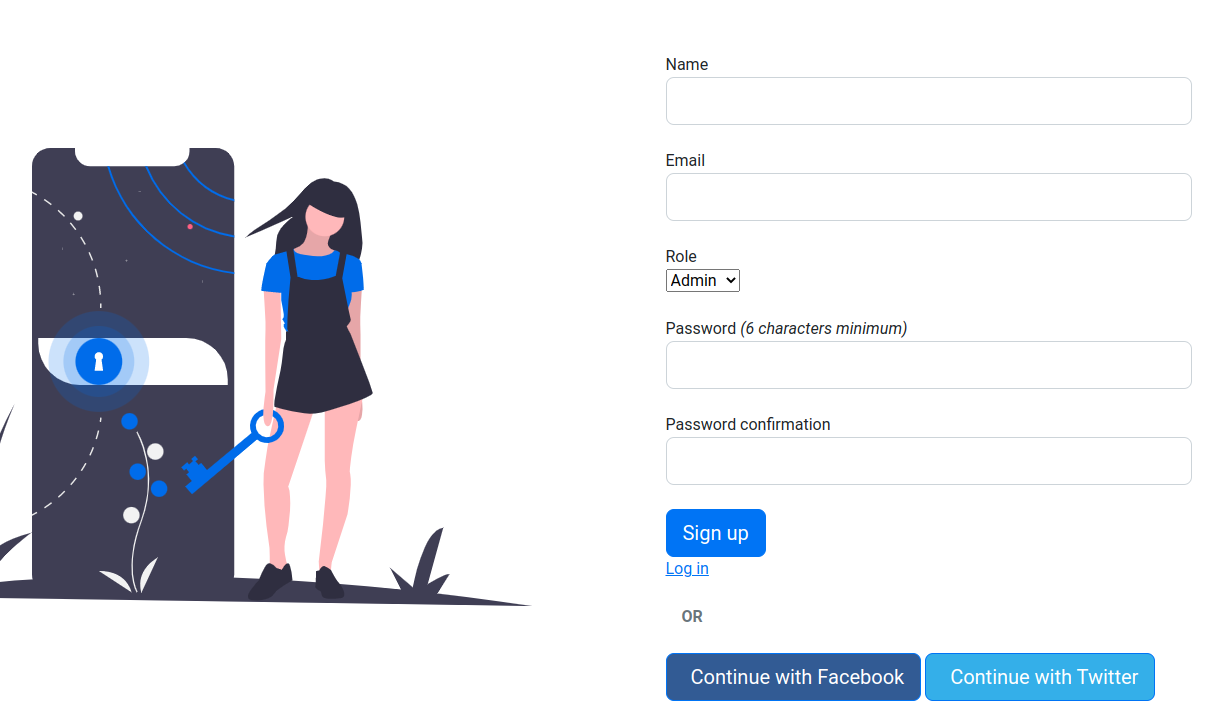 Name
Email
Role
Admin
Password (6 characters minimum)
Password confirmation
Sign up
Log in
OR
Continue with Facebook
Continue with Twitter